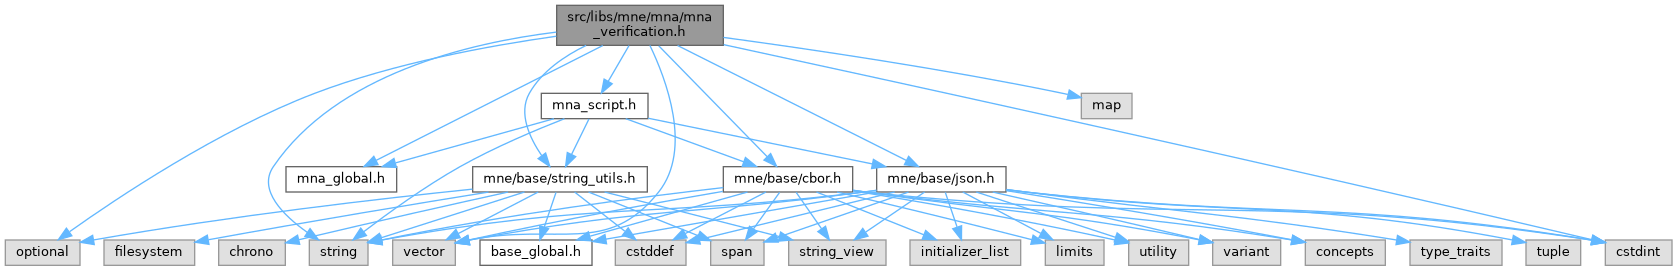 src/libs/mne/mna/mna
_verification.h
mna_script.h
map
mna_global.h
mne/base/string_utils.h
mne/base/cbor.h
mne/base/json.h
optional
filesystem
chrono
string
vector
base_global.h
cstddef
span
string_view
initializer_list
limits
utility
variant
concepts
type_traits
tuple
cstdint